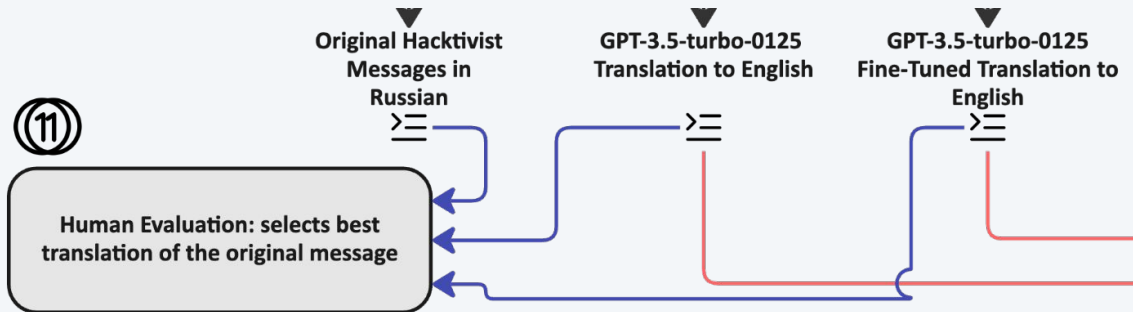 Original Hacktivist
Messages in
Russian
GPT-3.5-turbo-0125
Translation to English
GPT-3.5-turbo-0125
Fine-Tuned Translation to
English
11
Human Evaluation: selects best
translation of the original message